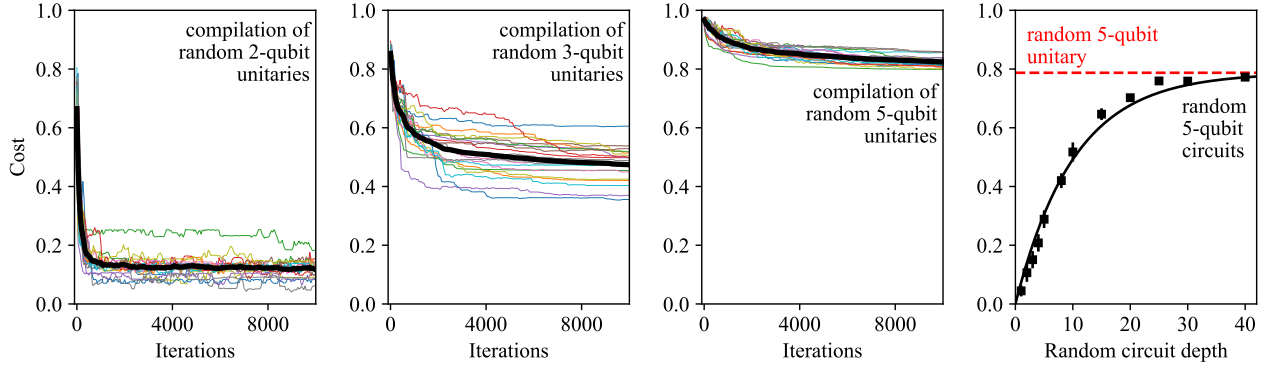 Cost
1.0
0.8
0.6
0.4
0.2
0.0
0
4000
8000
Iterations
compilation of
random 2-qubit
unitaries
1.0
0.8
0.6
0.4
0.2
0.0
0
4000
8000
Iterations
compilation of
random 3-qubit
unitaries
1.0
0.8
0.6
0.4
0.2
0.0
0
4000
8000
Iterations
compilation of
random 5-qubit
unitaries
1.0
0.8
0.6
0.4
0.2
0.0
0
10
20
30
40
Random circuit depth
random 5-qubit
unitary
random
5-qubit
circuits